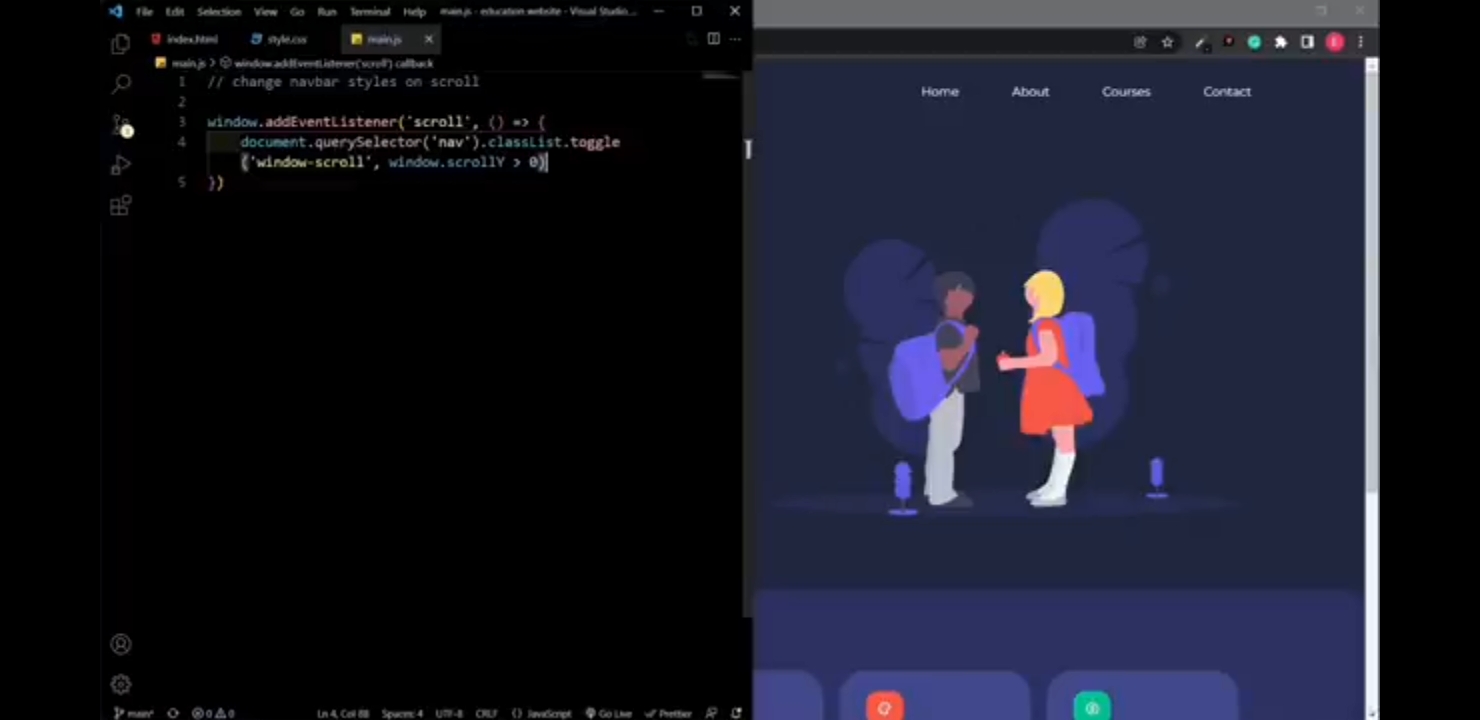 File Edit Selection View Go Run Terminal Help main.js - education website - Visual Studio...
index.html style.css main.js
main.js > window.addEventListener('scroll') callback
1 // change navbar styles on scroll
2
3 window.addEventListener('scroll', () => {
4 document.querySelector('nav').classList.toggle
('window-scroll', window.scrollY > 0)
5 })
Home About Courses Contact
main* 0 0 Ln 4, Col 88 Spaces: 4 UTF-8 CRLF {} JavaScript Go Live Prettier